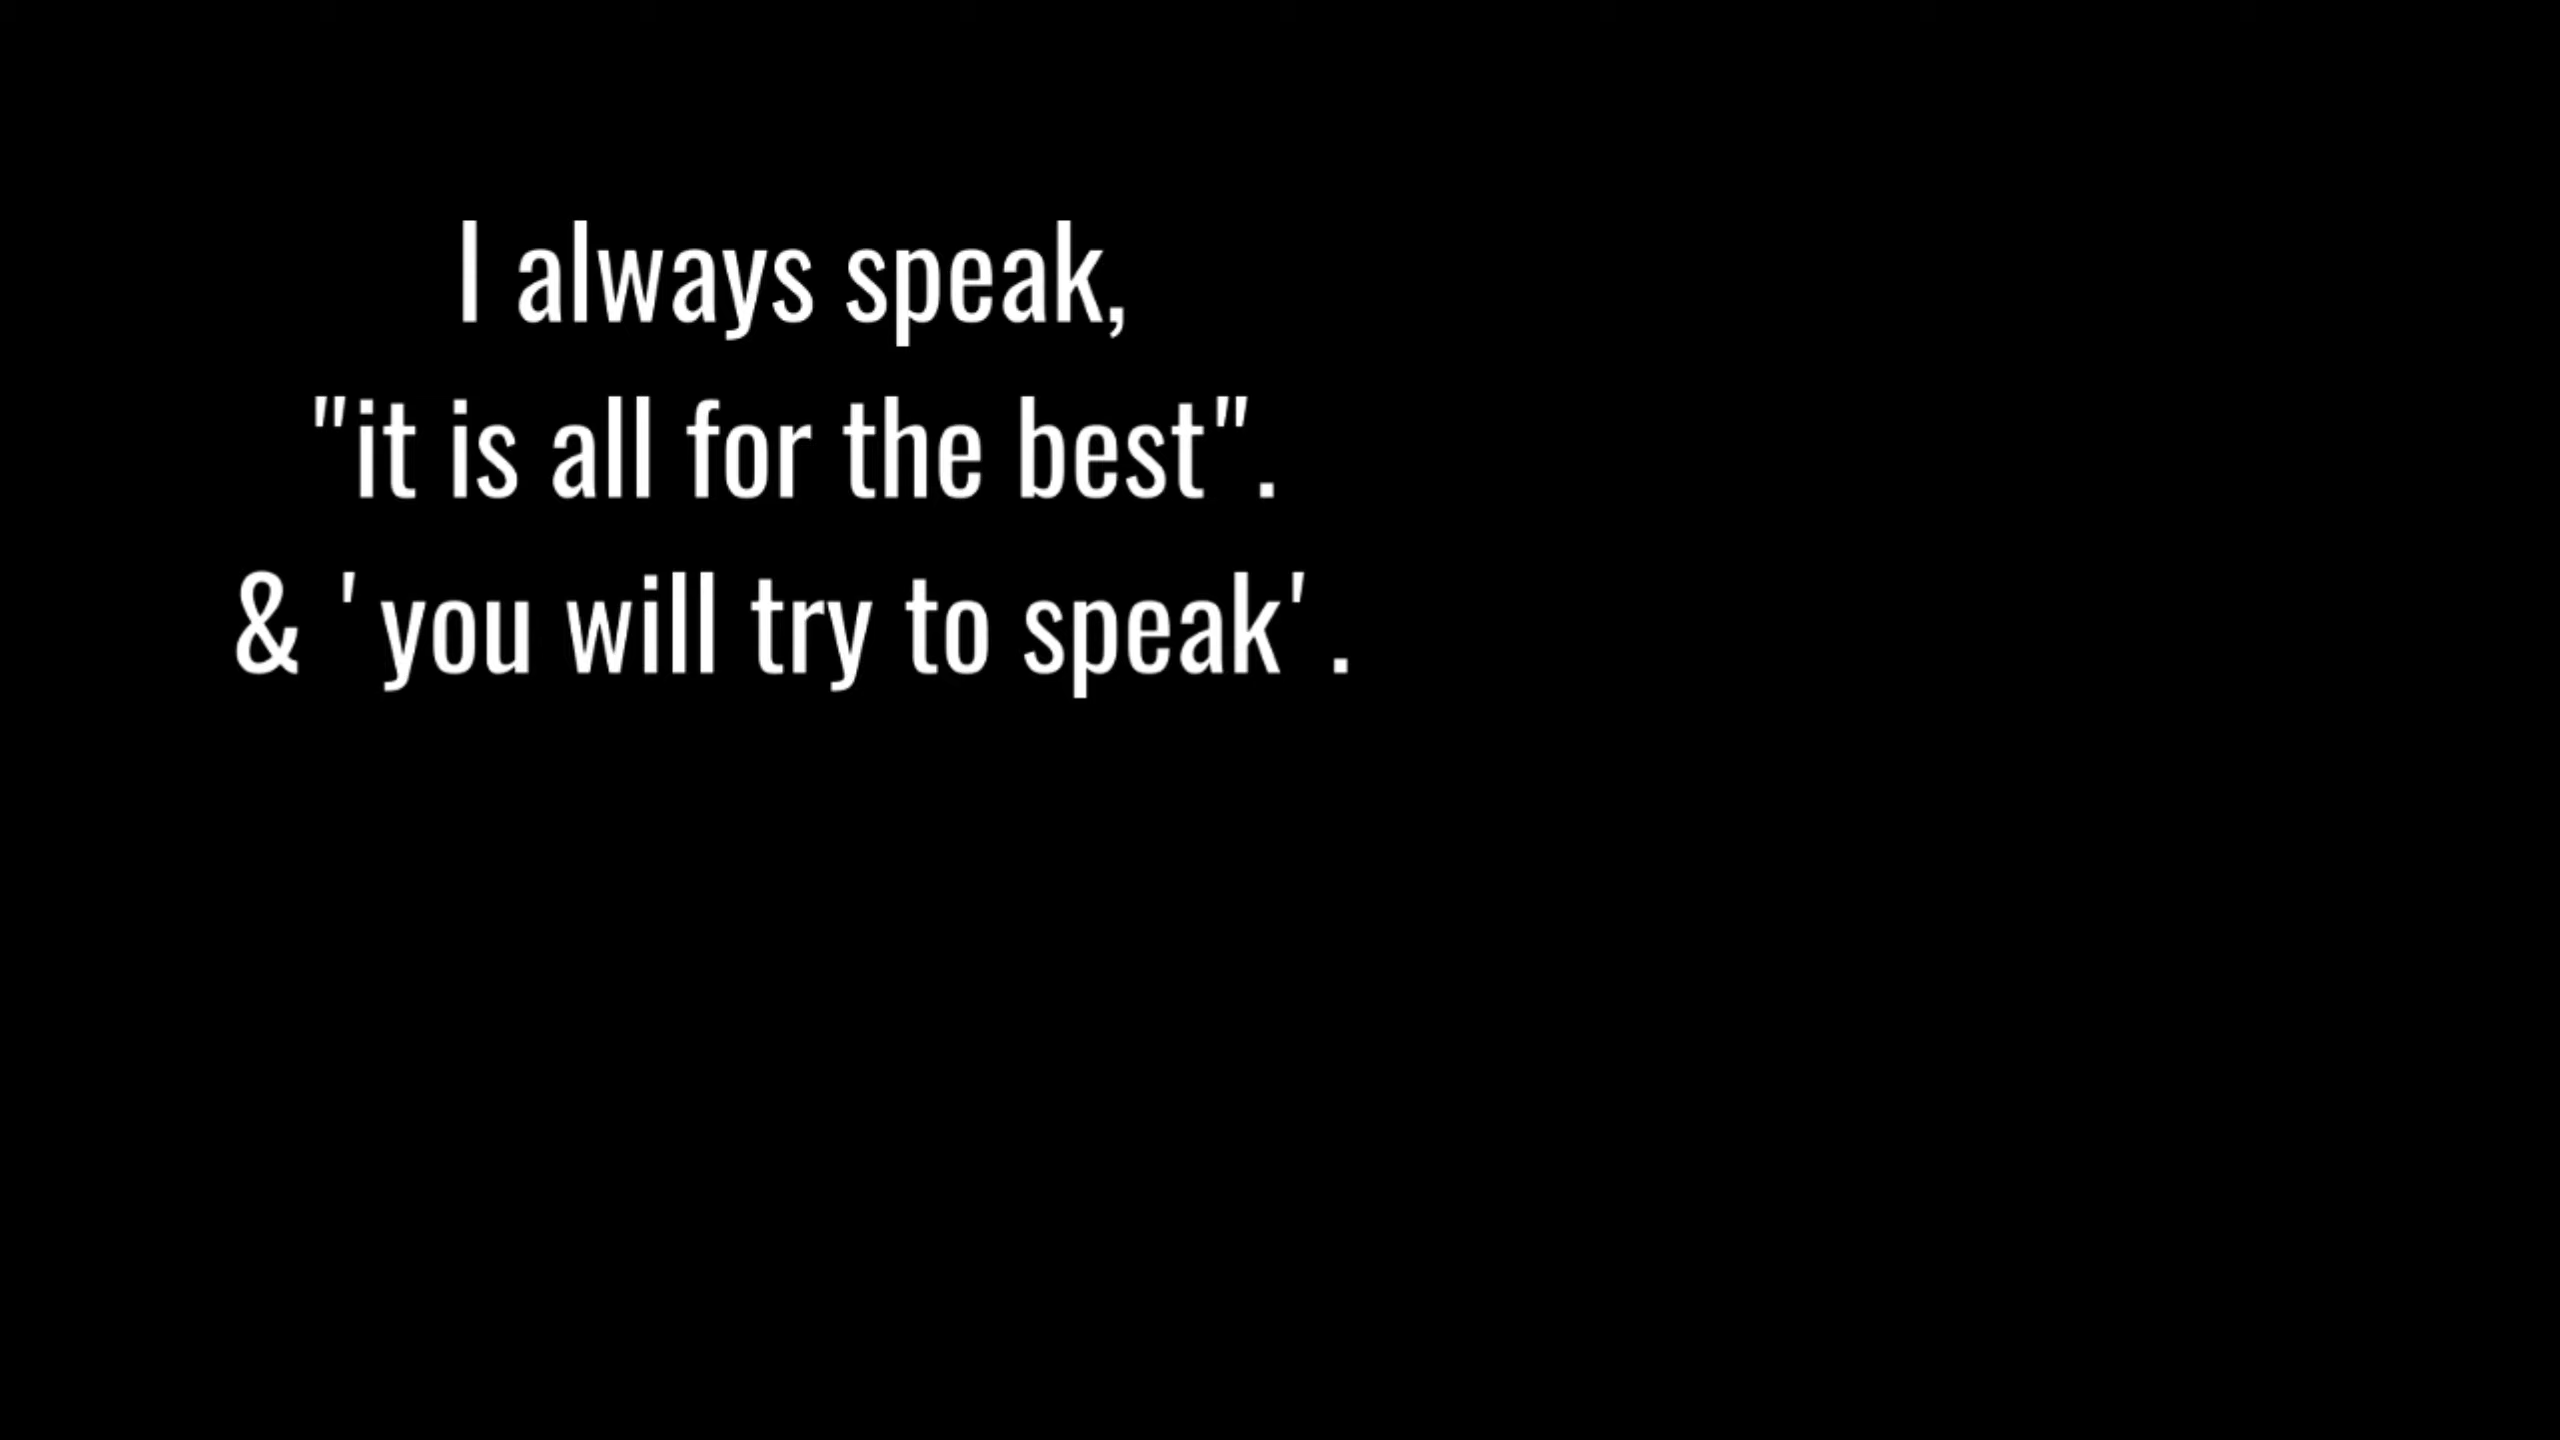 I always speak,
"it is all for the best".
& 'you will try to speak'.